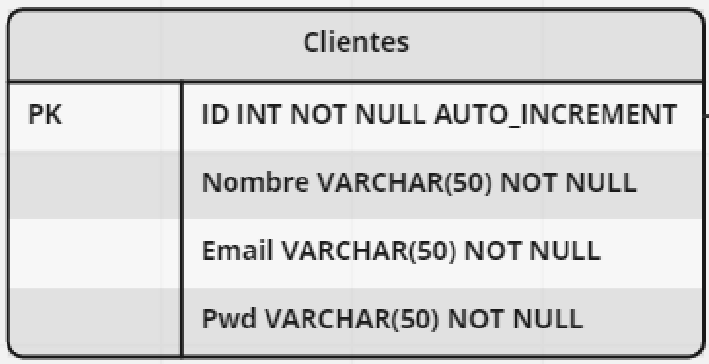 Clientes
PK ID INT NOT NULL AUTO_INCREMENT
Nombre VARCHAR(50) NOT NULL
Email VARCHAR(50) NOT NULL
Pwd VARCHAR(50) NOT NULL